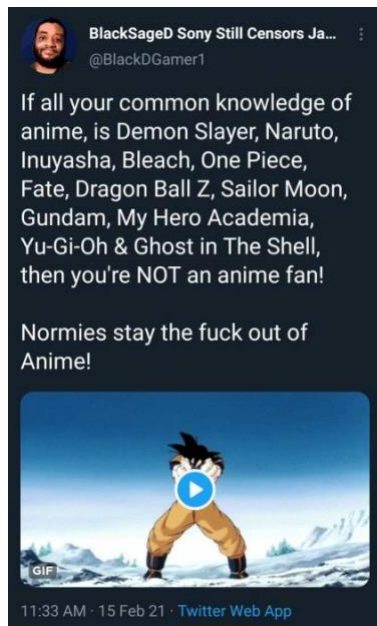 BlackSageD Sony Still Censors Ja...
@BlackDGamer1
If all your common knowledge of
anime, is Demon Slayer, Naruto,
Inuyasha, Bleach, One Piece,
Fate, Dragon Ball Z, Sailor Moon,
Gundam, My Hero Academia,
Yu-Gi-Oh & Ghost in The Shell,
then you're NOT an anime fan!
Normies stay the fuck out of
Anime!
GIF
11:33 AM · 15 Feb 21 · Twitter Web App